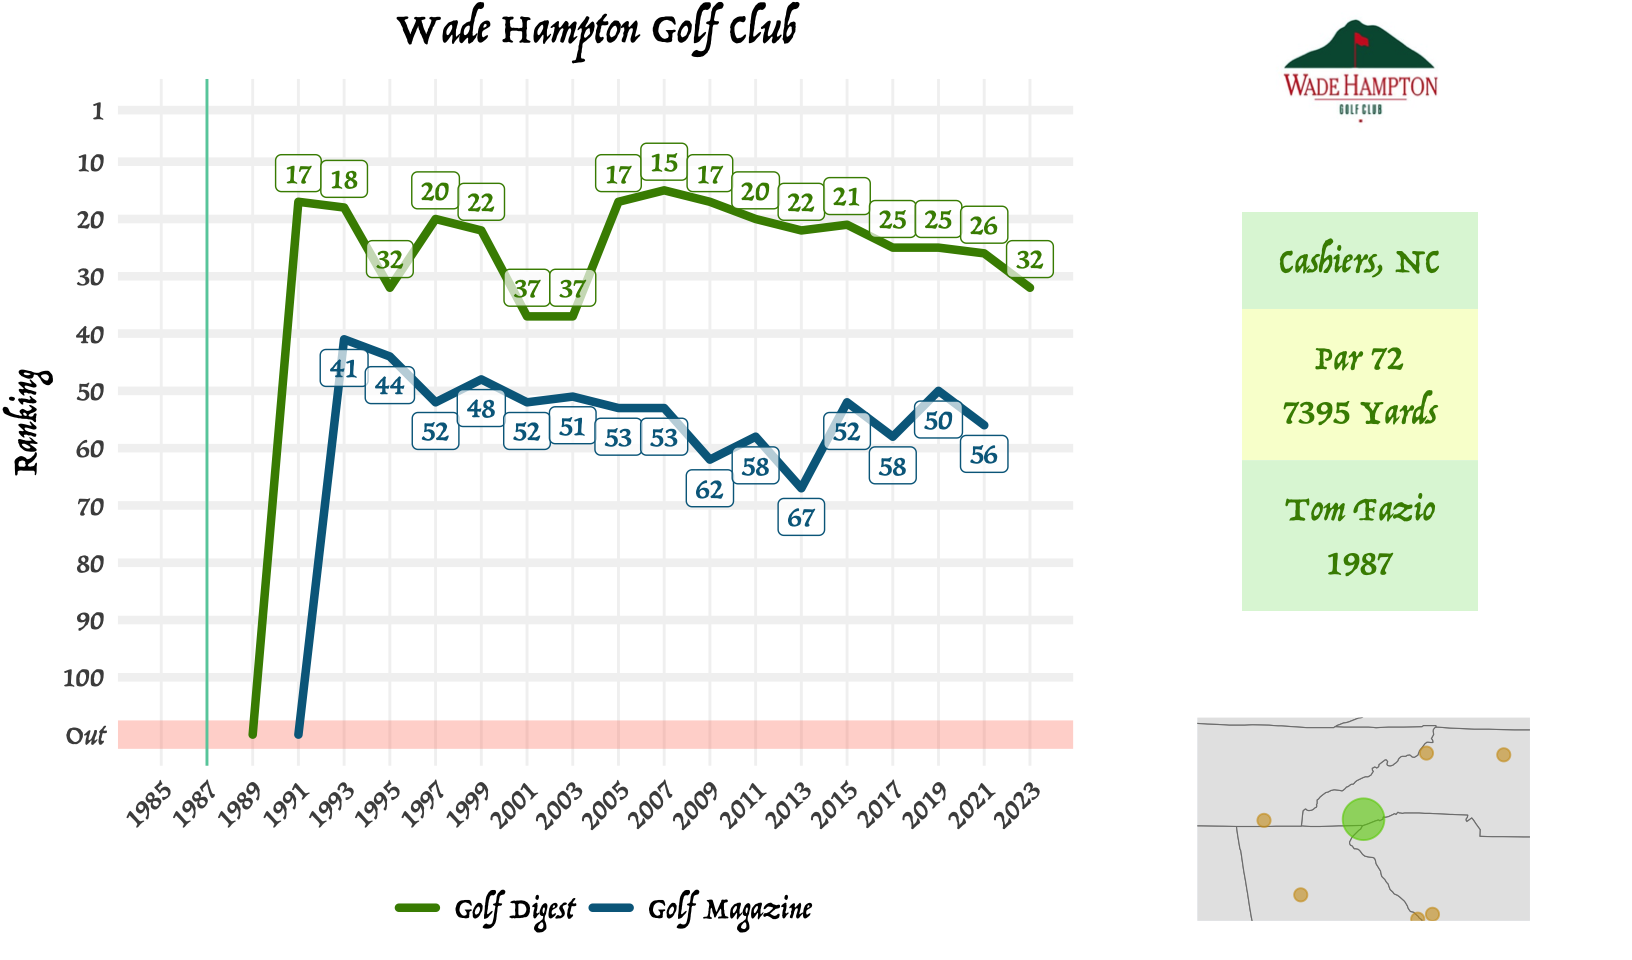 Wade Hampton Golf Club
WADE HAMPTON
GOLF CLUB
Ranking
1
10
20
30
40
50
60
70
80
90
100
Out
17 18 32 20 22 37 37 17 15 17 20 22 21 25 25 26 32
41 44 52 48 52 51 53 53 62 58 67 52 58 50 56
1985 1987 1989 1991 1993 1995 1997 1999 2001 2003 2005 2007 2009 2011 2013 2015 2017 2019 2021 2023
Golf Digest Golf Magazine
Cashiers, NC
Par 72
7395 Yards
Tom Fazio
1987